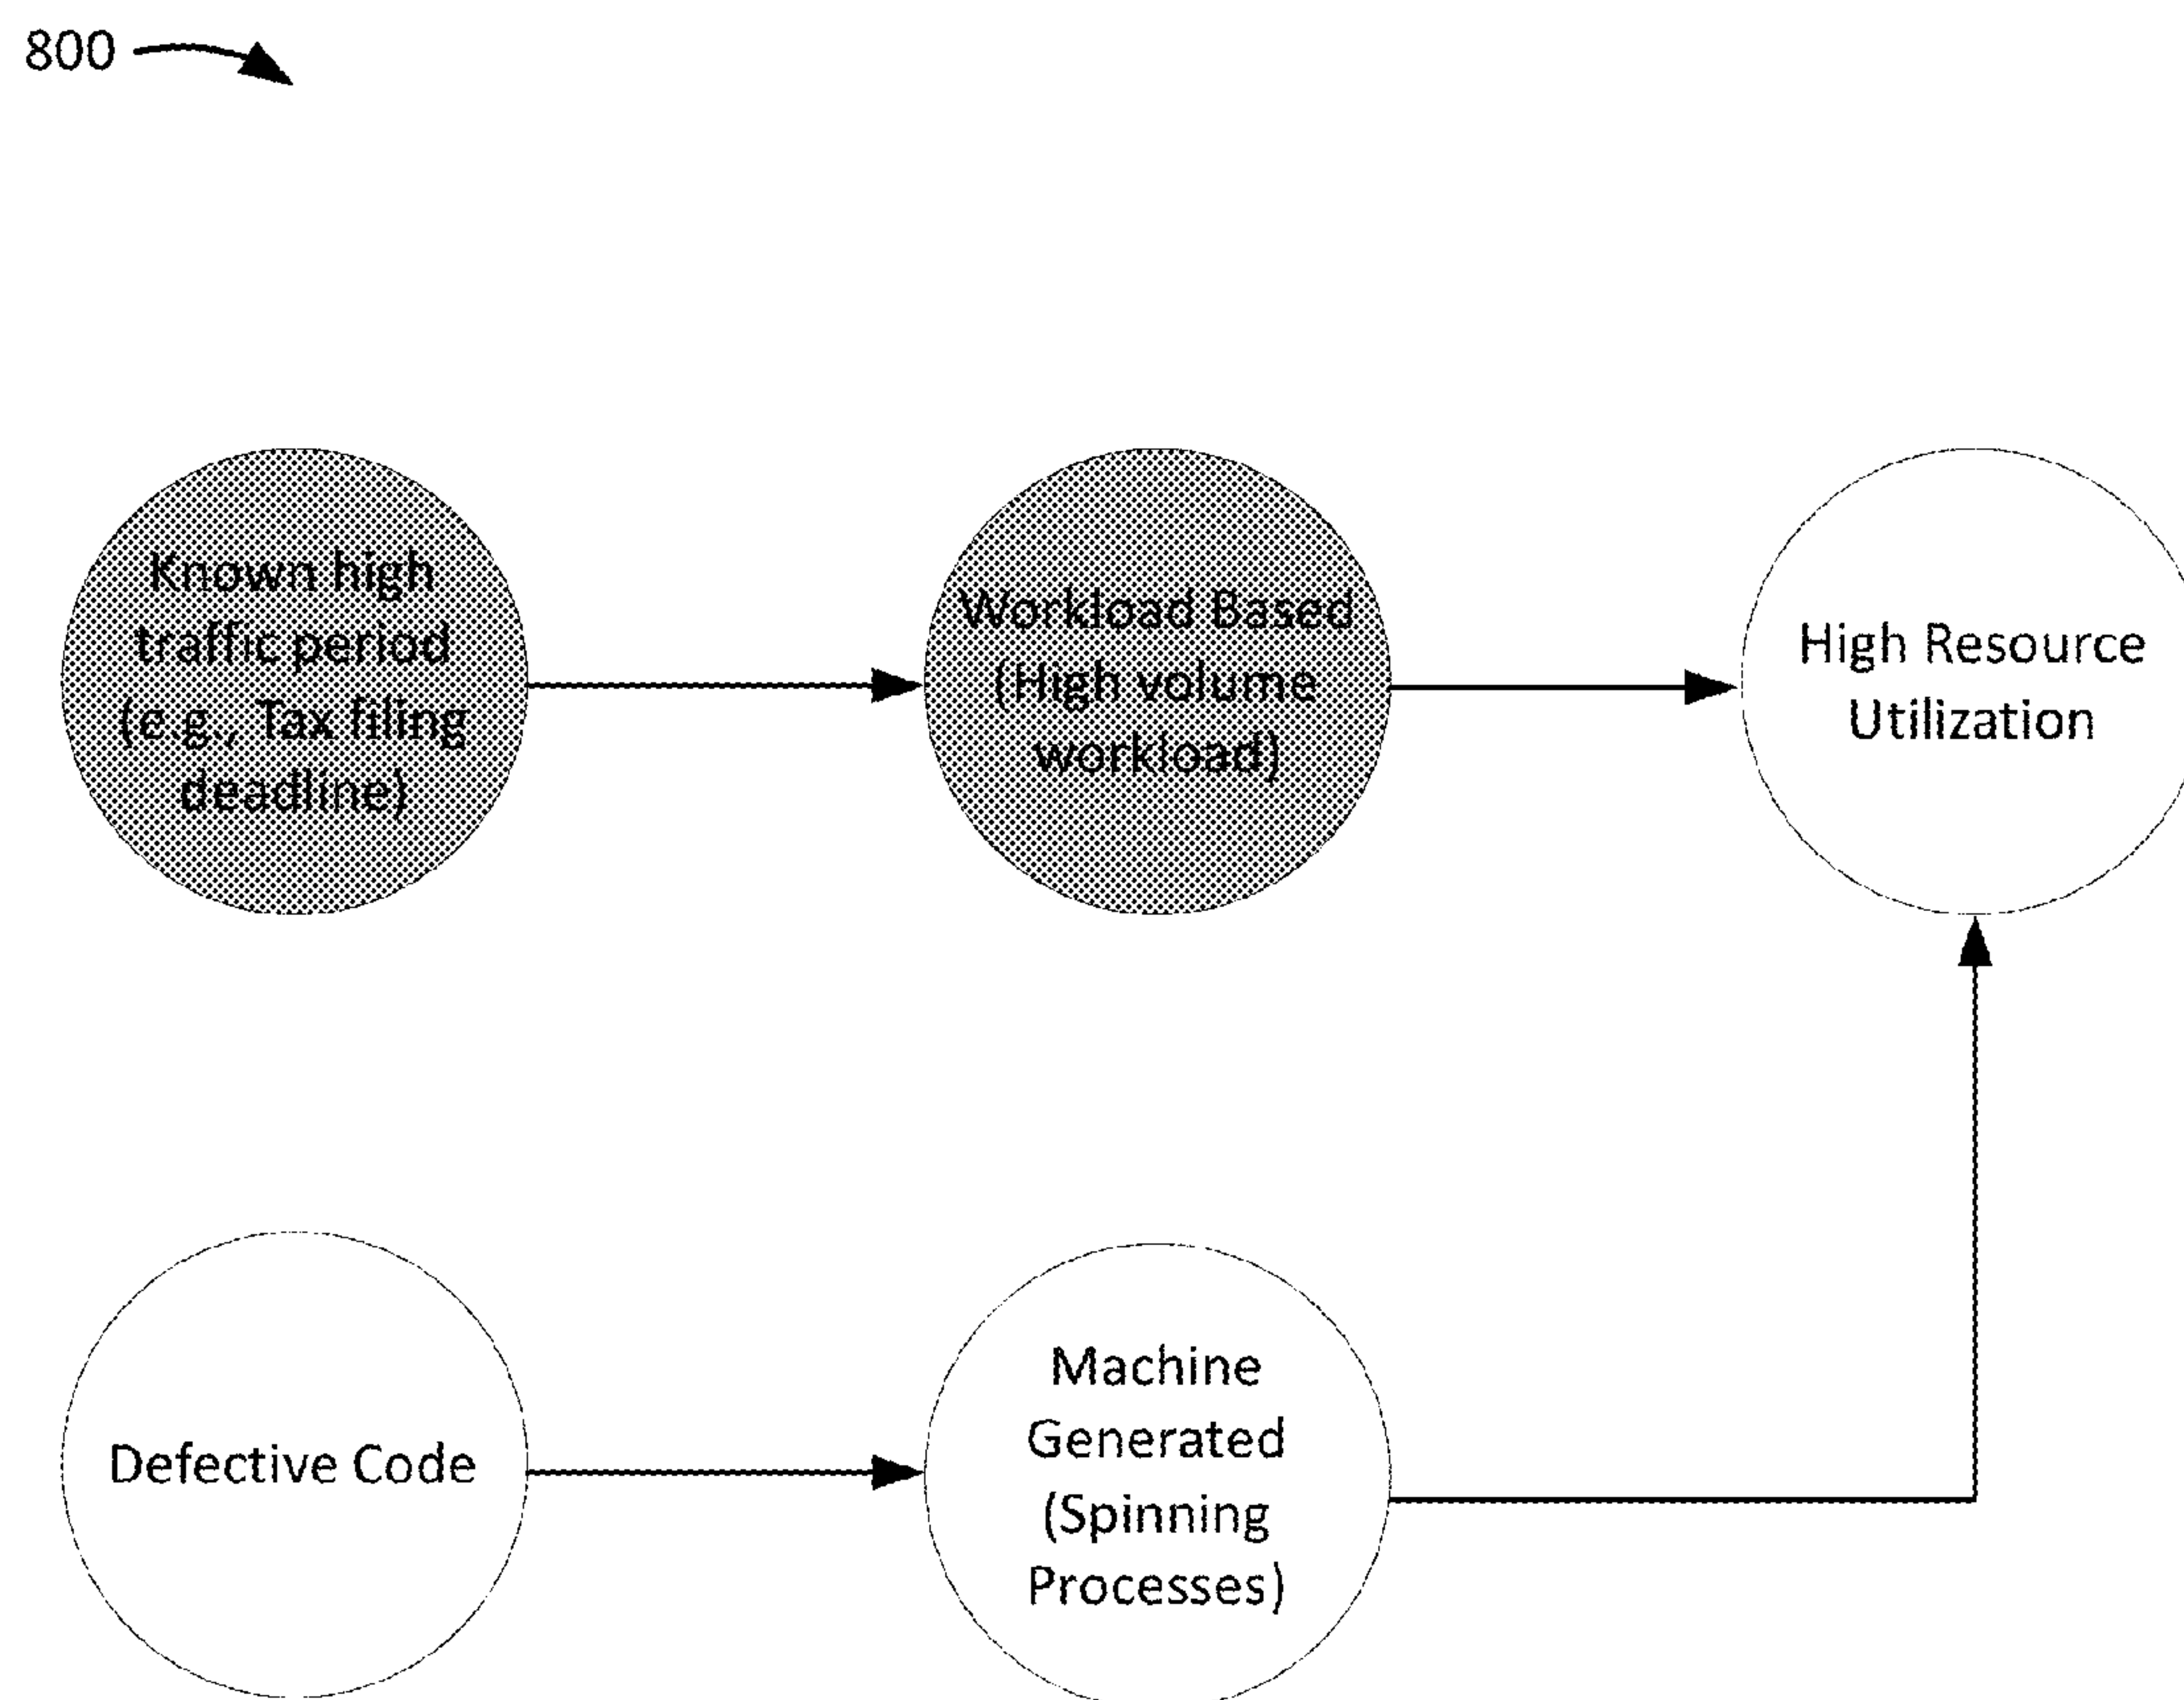 800
Known high
traffic period
(e.g., Tax filing
deadline)
Workload Based
(High volume
workload)
High Resource
Utilization
Defective Code
Machine
Generated
(Spinning
Processes)